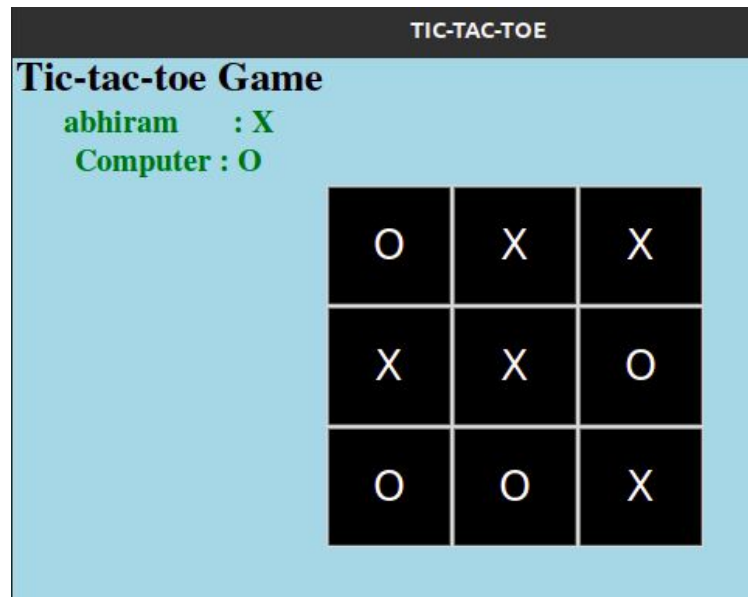 TIC-TAC-TOE
Tic-tac-toe Game
abhiram : X
Computer : O
O X X
X X O
O O X